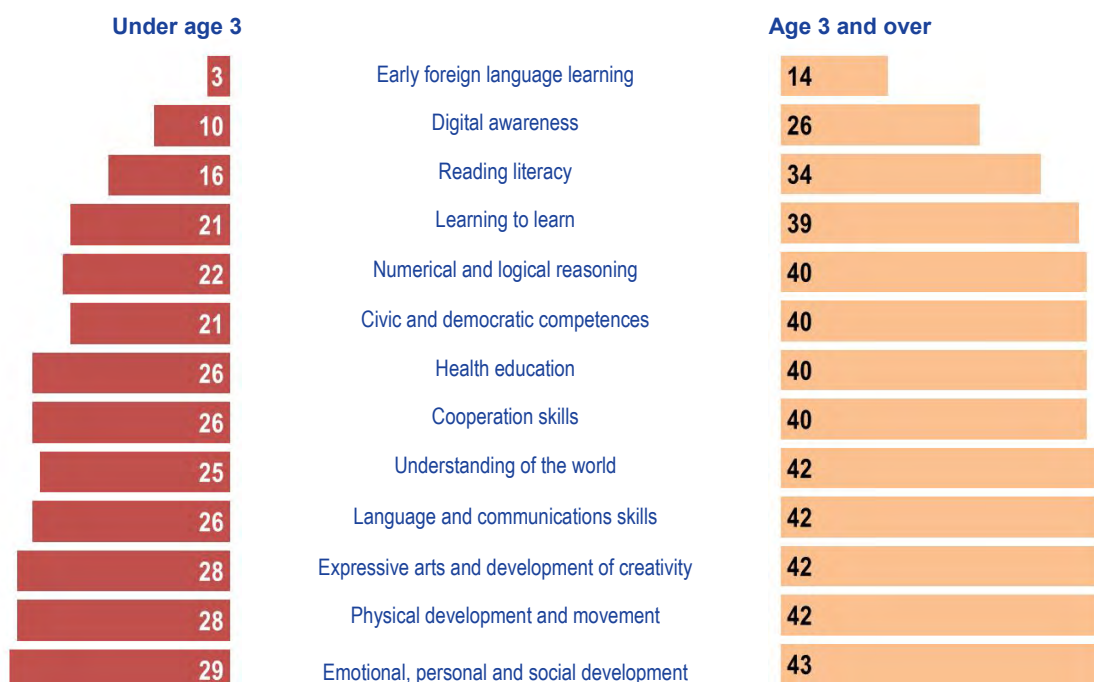 Under age 3 Age 3 and over
3 Early foreign language learning 14
10 Digital awareness 26
16 Reading literacy 34
21 Learning to learn 39
22 Numerical and logical reasoning 40
21 Civic and democratic competences 40
26 Health education 40
26 Cooperation skills 40
25 Understanding of the world 42
26 Language and communications skills 42
28 Expressive arts and development of creativity 42
28 Physical development and movement 42
29 Emotional, personal and social development 43